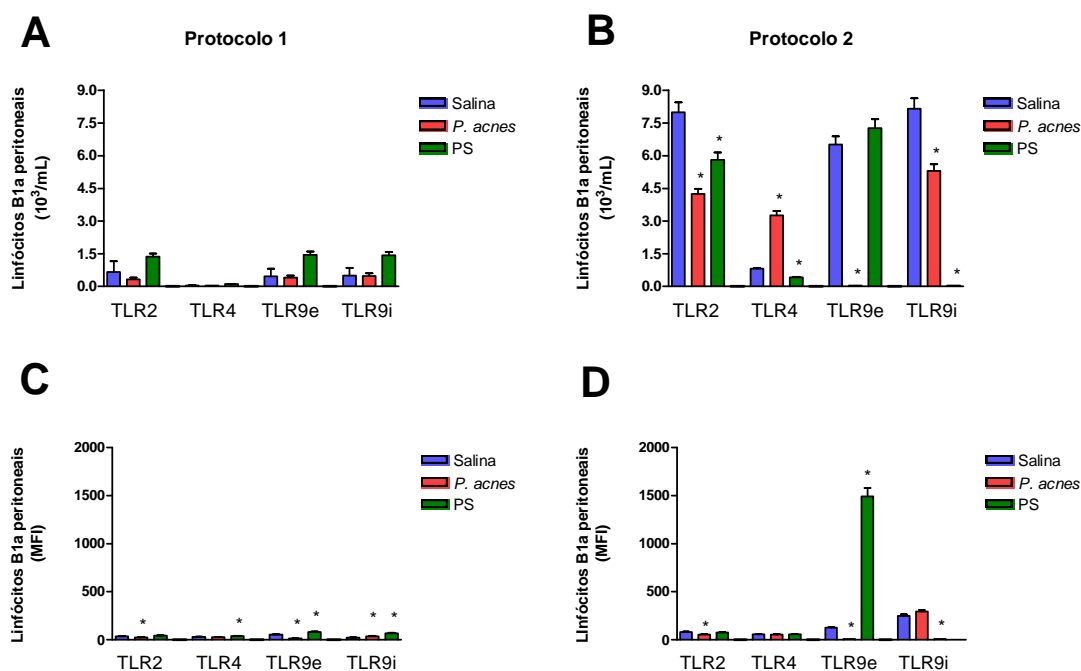 A
Protocolo 1
Linfócitos B1a peritoneais
(10³/mL)
9.0
7.5
6.0
4.5
3.0
1.5
0.0
TLR2 TLR4 TLR9e TLR9i
Salina
P. acnes
PS
B
Protocolo 2
Linfócitos B1a peritoneais
(10³/mL)
9.0
7.5
6.0
4.5
3.0
1.5
0.0
* * * * * * *
TLR2 TLR4 TLR9e TLR9i
Salina
P. acnes
PS
C
Linfócitos B1a peritoneais
(MFI)
2000
1500
1000
500
0
* * * * * *
TLR2 TLR4 TLR9e TLR9i
Salina
P. acnes
PS
D
Linfócitos B1a peritoneais
(MFI)
2000
1500
1000
500
0
* * * *
TLR2 TLR4 TLR9e TLR9i
Salina
P. acnes
PS